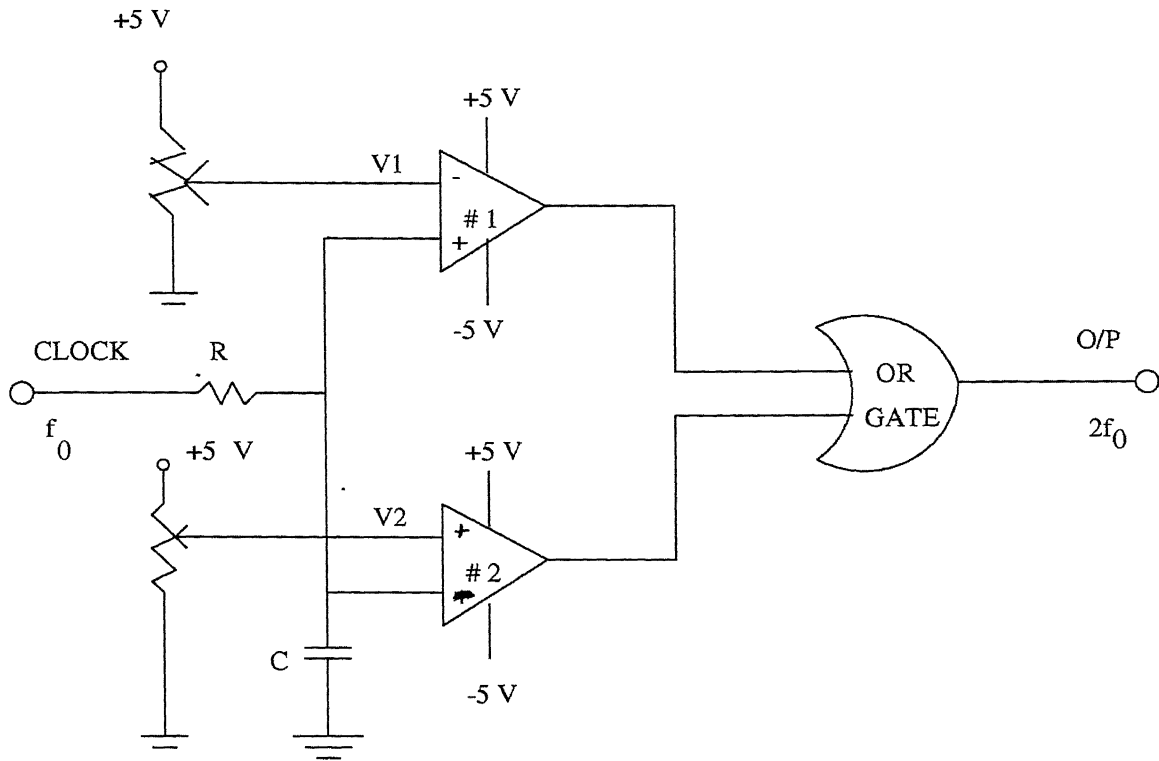 +5 V
+5 V
V1
-
# 1
+
-5 V
CLOCK
R
O/P
OR
GATE
f0
2f0
+5 V
+5 V
V2
+
# 2
C
-5 V